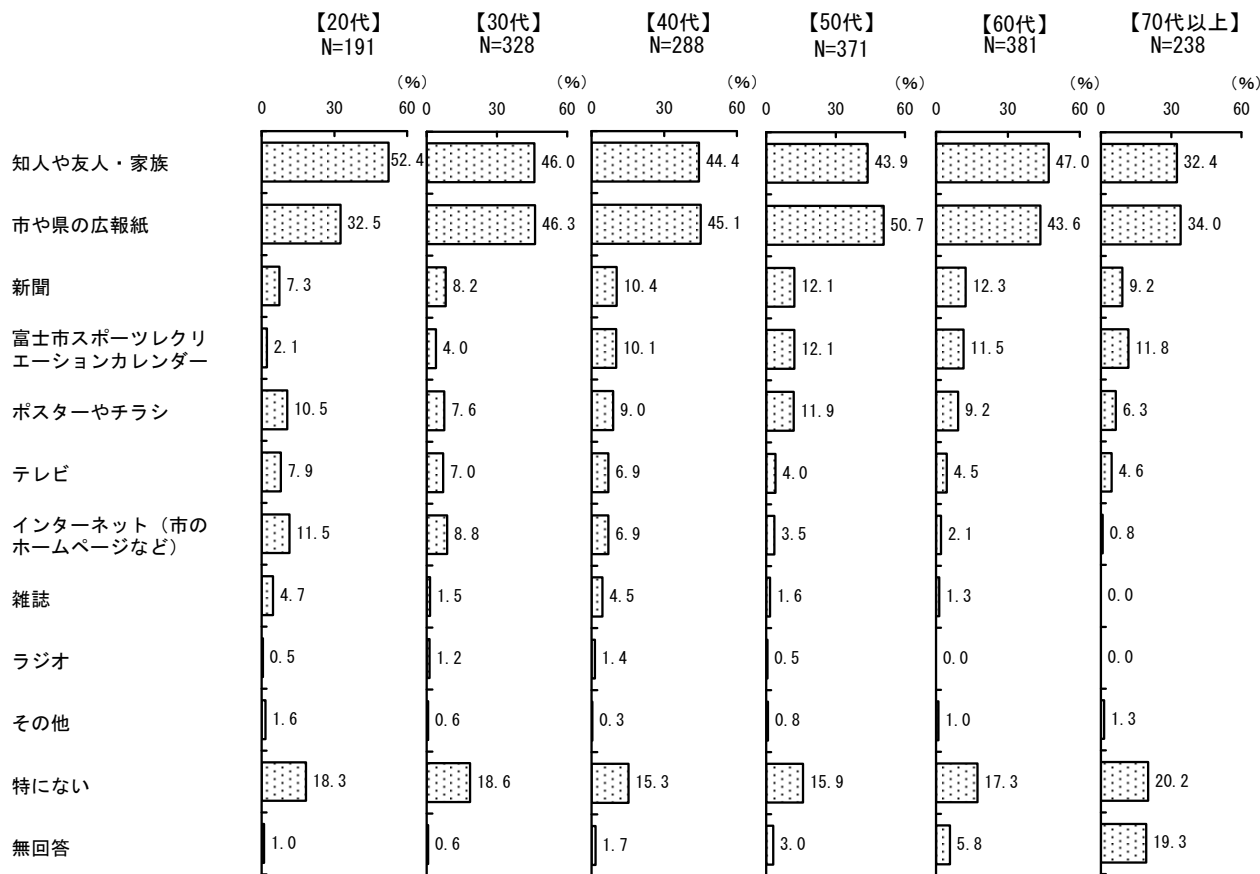 【20代】 【30代】 【40代】 【50代】 【60代】 【70代以上】
N=191 N=328 N=288 N=371 N=381 N=238
(%) (%) (%) (%) (%) (%)
0 30 60 0 30 60 0 30 60 0 30 60 0 30 60 0 30 60
知人や友人・家族 52.4 46.0 44.4 43.9 47.0 32.4
市や県の広報紙 32.5 46.3 45.1 50.7 43.6 34.0
新聞 7.3 8.2 10.4 12.1 12.3 9.2
富士市スポーツレクリ
エーションカレンダー 2.1 4.0 10.1 12.1 11.5 11.8
ポスターやチラシ 10.5 7.6 9.0 11.9 9.2 6.3
テレビ 7.9 7.0 6.9 4.0 4.5 4.6
インターネット（市の
ホームページなど） 11.5 8.8 6.9 3.5 2.1 0.8
雑誌 4.7 1.5 4.5 1.6 1.3 0.0
ラジオ 0.5 1.2 1.4 0.5 0.0 0.0
その他 1.6 0.6 0.3 0.8 1.0 1.3
特にない 18.3 18.6 15.3 15.9 17.3 20.2
無回答 1.0 0.6 1.7 3.0 5.8 19.3